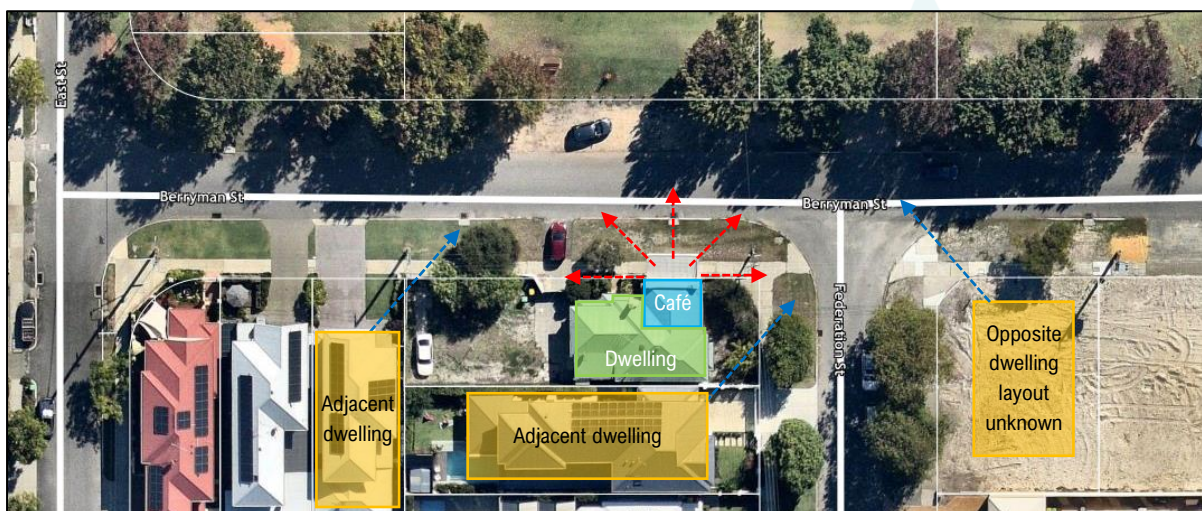 East St
Berryman St
Berryman St
Federation St
Café
Dwelling
Adjacent
dwelling
Adjacent dwelling
Opposite
dwelling
layout
unknown